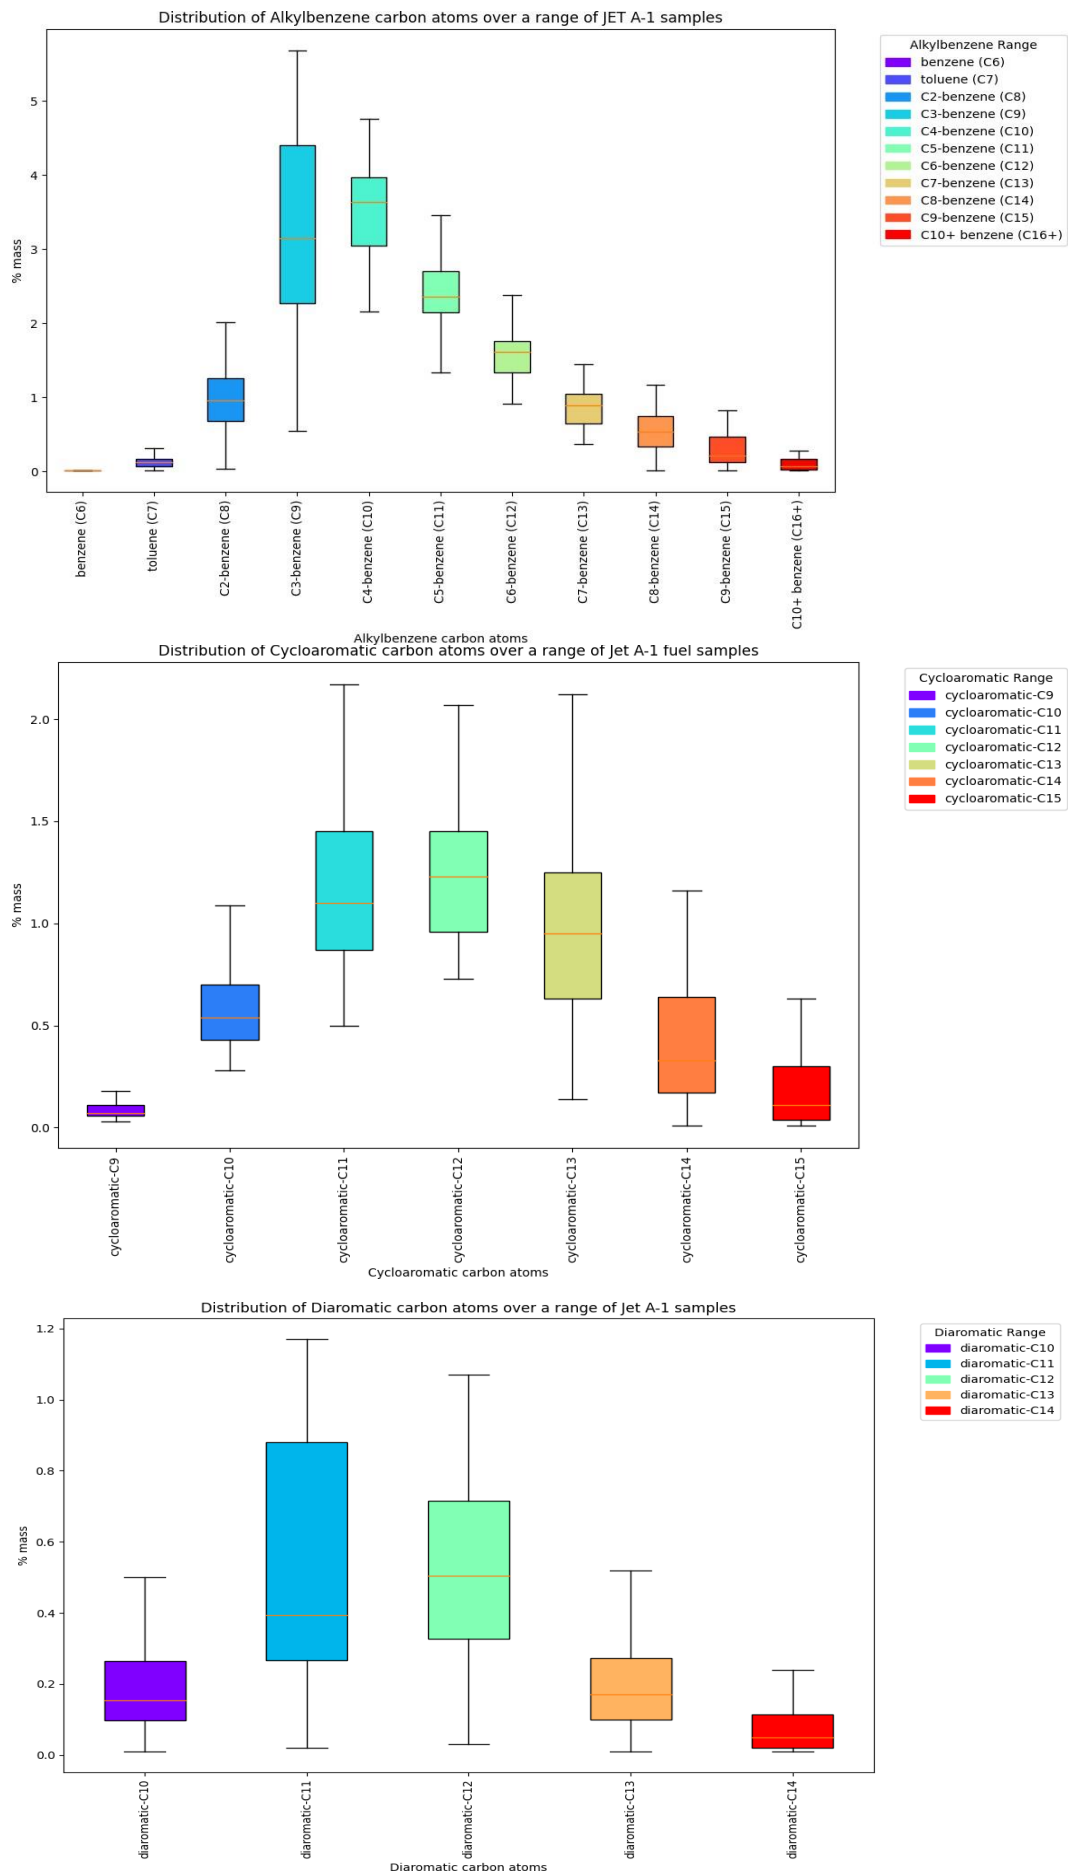 Distribution of Alkylbenzene carbon atoms over a range of JET A-1 samples
% mass
5
4
3
2
1
0
benzene (C6)
toluene (C7)
C2-benzene (C8)
C3-benzene (C9)
C4-benzene (C10)
C5-benzene (C11)
C6-benzene (C12)
C7-benzene (C13)
C8-benzene (C14)
C9-benzene (C15)
C10+ benzene (C16+)
Alkylbenzene carbon atoms
Alkylbenzene Range
benzene (C6)
toluene (C7)
C2-benzene (C8)
C3-benzene (C9)
C4-benzene (C10)
C5-benzene (C11)
C6-benzene (C12)
C7-benzene (C13)
C8-benzene (C14)
C9-benzene (C15)
C10+ benzene (C16+)
Distribution of Cycloaromatic carbon atoms over a range of Jet A-1 fuel samples
% mass
2.0
1.5
1.0
0.5
0.0
cycloaromatic-C9
cycloaromatic-C10
cycloaromatic-C11
cycloaromatic-C12
cycloaromatic-C13
cycloaromatic-C14
cycloaromatic-C15
Cycloaromatic carbon atoms
Cycloaromatic Range
cycloaromatic-C9
cycloaromatic-C10
cycloaromatic-C11
cycloaromatic-C12
cycloaromatic-C13
cycloaromatic-C14
cycloaromatic-C15
Distribution of Diaromatic carbon atoms over a range of Jet A-1 samples
% mass
1.2
1.0
0.8
0.6
0.4
0.2
0.0
diaromatic-C10
diaromatic-C11
diaromatic-C12
diaromatic-C13
diaromatic-C14
Diaromatic carbon atoms
Diaromatic Range
diaromatic-C10
diaromatic-C11
diaromatic-C12
diaromatic-C13
diaromatic-C14